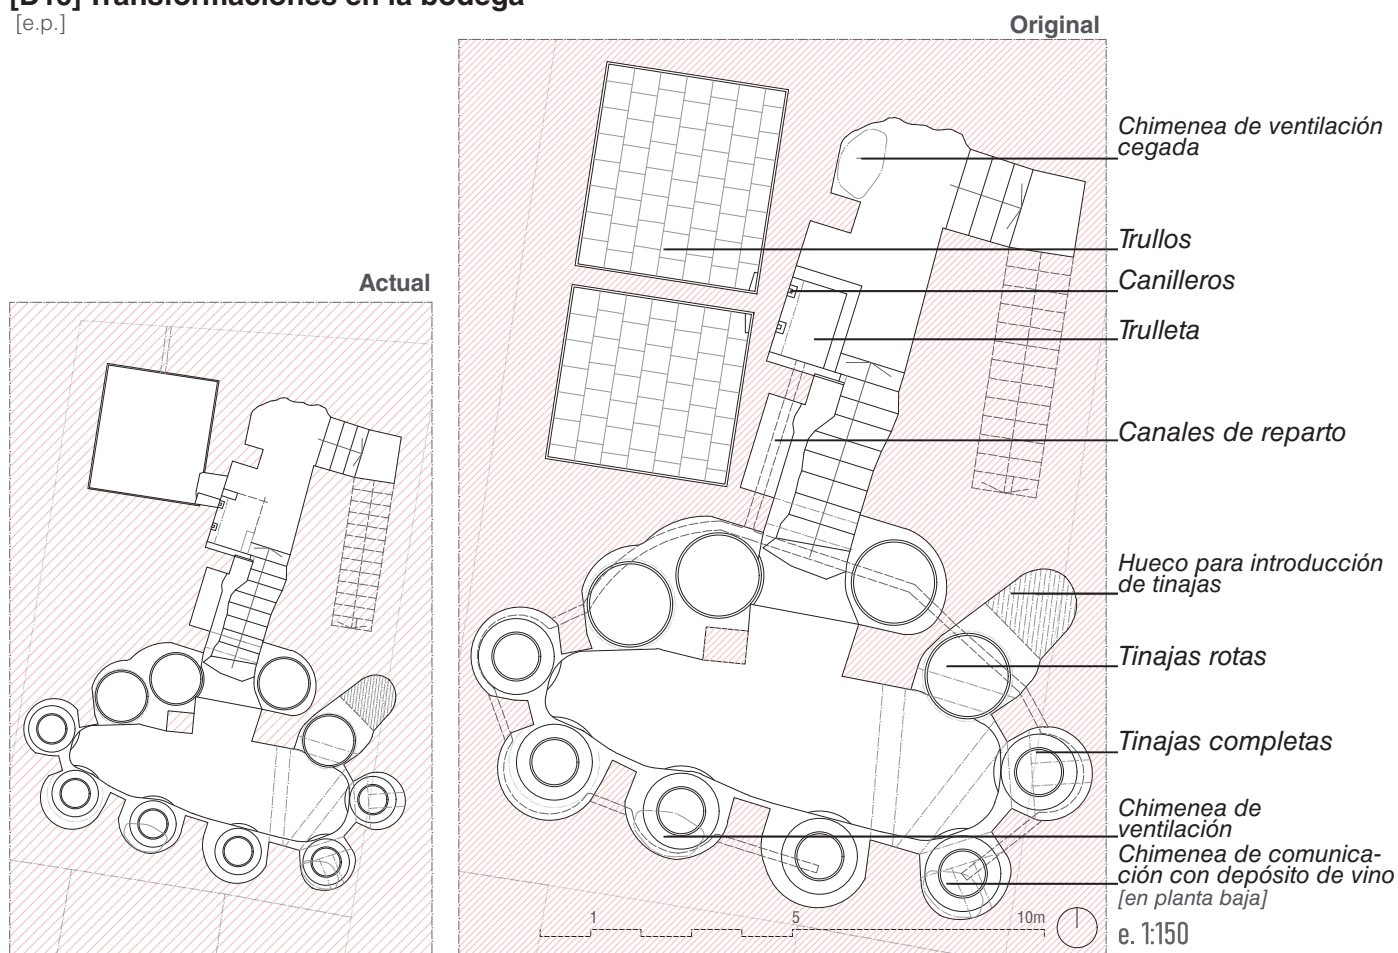 [D10] Transformaciones en la bodega
[e.p.]
Original
Chimenea de ventilación
cegada
Trullos
Actual
Canilleros
Trulleta
Canales de reparto
Hueco para introducción
de tinajas
Tinajas rotas
Tinajas completas
Chimenea de
ventilación
Chimenea de comunica-
ción con depósito de vino
[en planta baja]
1 5 10m
e. 1:150